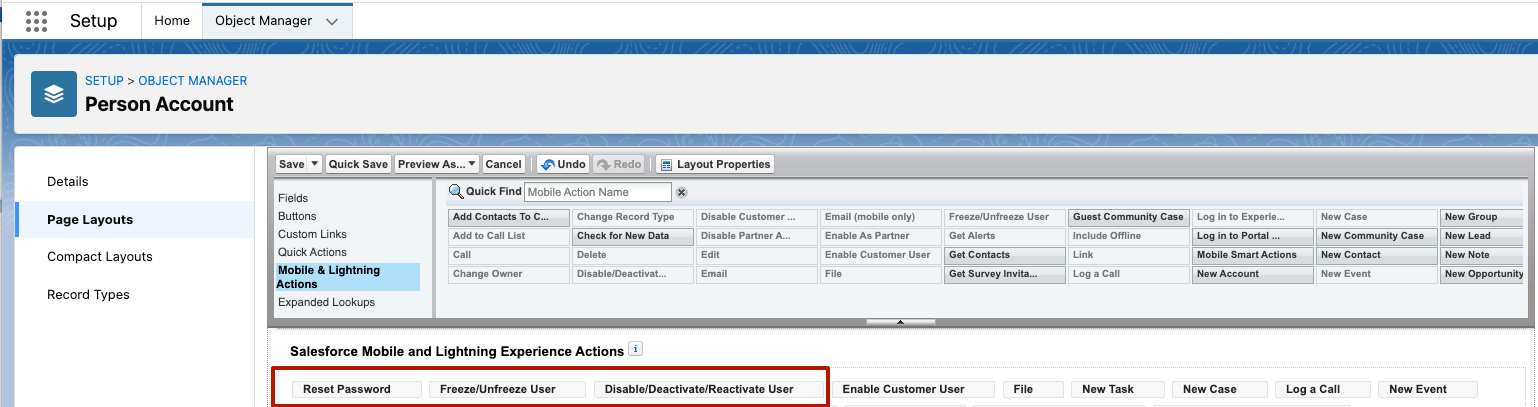 Setup Home Object Manager
SETUP > OBJECT MANAGER
Person Account
Details
Page Layouts
Compact Layouts
Record Types
Save Quick Save Preview As... Cancel Undo Redo Layout Properties
Fields
Buttons
Custom Links
Quick Actions
Mobile & Lightning
Actions
Expanded Lookups
Quick Find Mobile Action Name
Add Contacts To C... Change Record Type Disable Customer ... Email (mobile only) Freeze/Unfreeze User Guest Community Case Log in to Experie... New Case New Group
Add to Call List Check for New Data Disable Partner A... Enable As Partner Get Alerts Include Offline Log in to Portal ... New Community Case New Lead
Call Delete Edit Enable Customer User Get Contacts Link Mobile Smart Actions New Contact New Note
Change Owner Disable/Deactivat... Email File Get Survey Invita... Log a Call New Account New Event New Opportunity
Salesforce Mobile and Lightning Experience Actions i
Reset Password Freeze/Unfreeze User Disable/Deactivate/Reactivate User Enable Customer User File New Task New Case Log a Call New Event